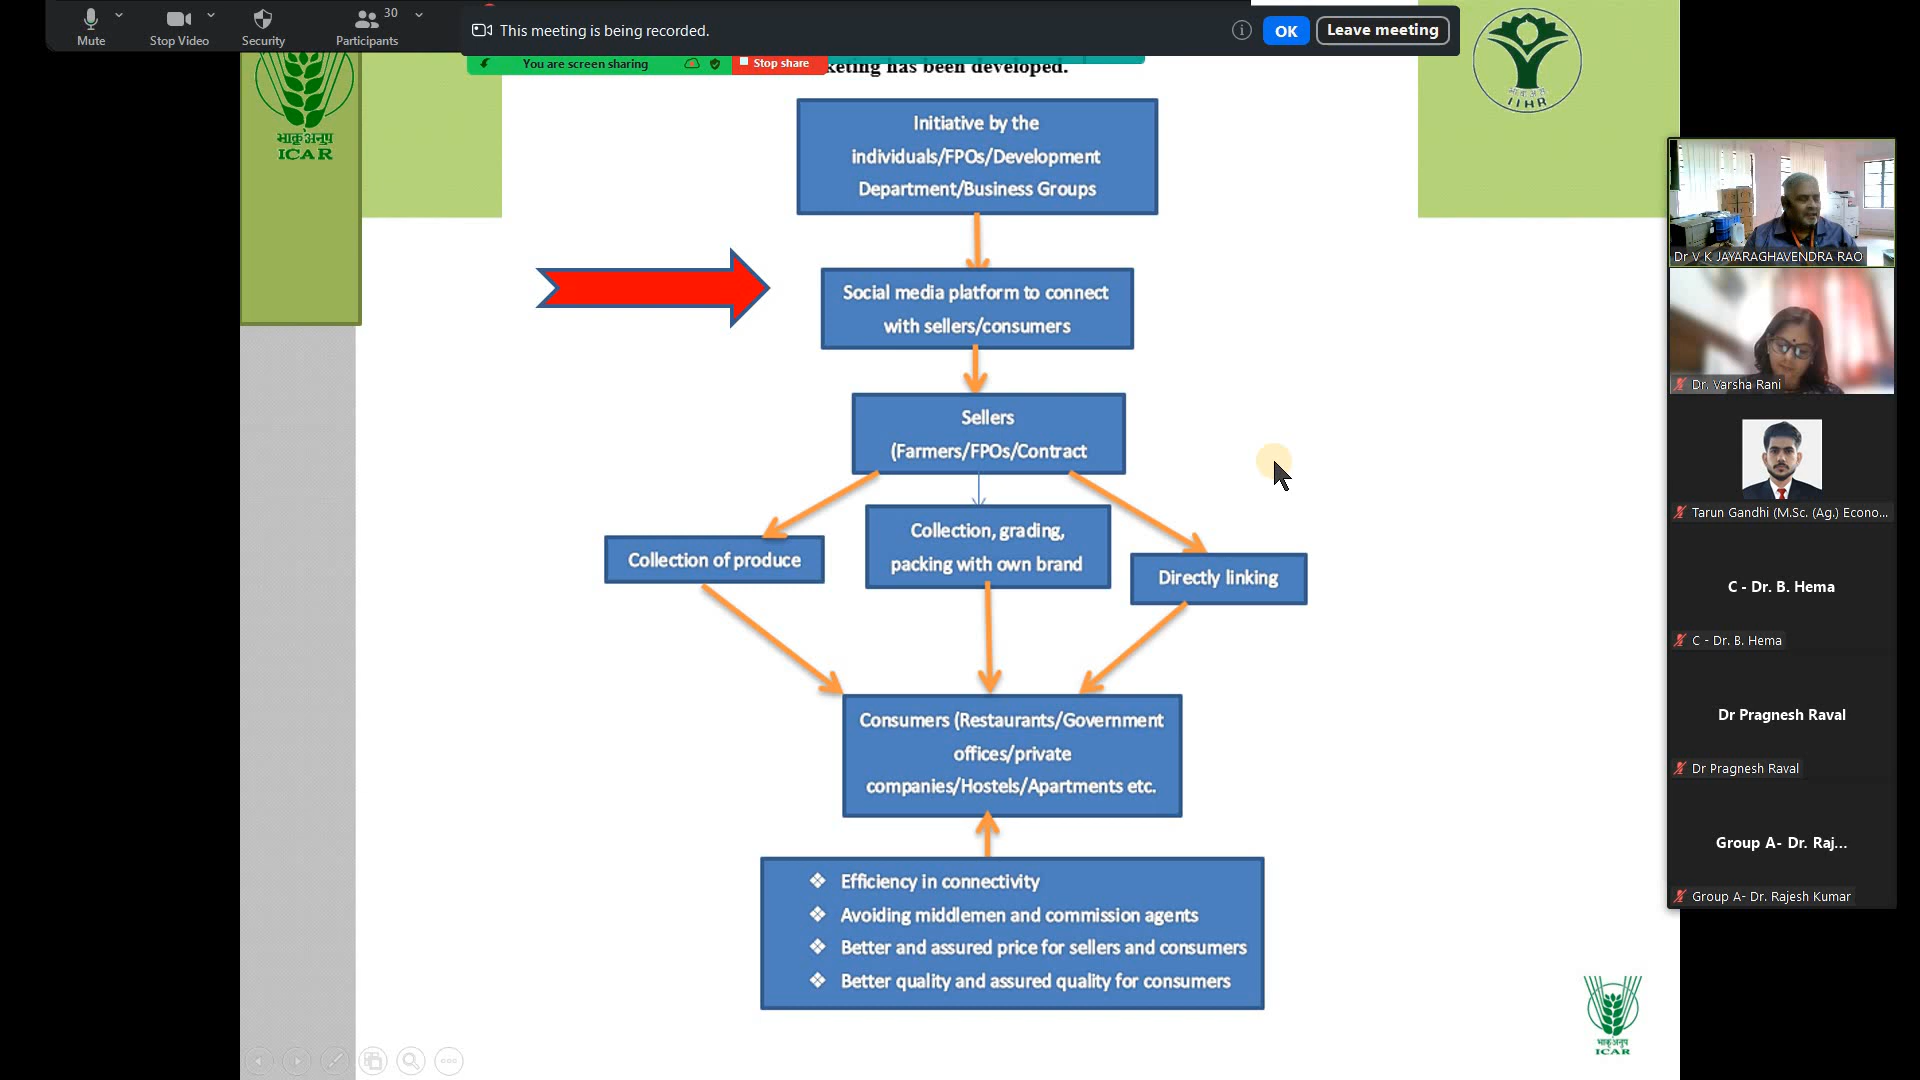 Mute
Stop Video
Security
Participants
30
This meeting is being recorded.
OK
Leave meeting
You are screen sharing
Stop share
keting has been developed.
भाकृअनुप
ICAR
IIHR
Initiative by the
individuals/FPOs/Development
Department/Business Groups
Social media platform to connect
with sellers/consumers
Sellers
(Farmers/FPOs/Contract
Collection of produce
Collection, grading,
packing with own brand
Directly linking
Consumers (Restaurants/Government
offices/private
companies/Hostels/Apartments etc.
❖ Efficiency in connectivity
❖ Avoiding middlemen and commission agents
❖ Better and assured price for sellers and consumers
❖ Better quality and assured quality for consumers
भाकृअनुप
ICAR
Dr V K JAYARAGHAVENDRA RAO
Dr. Varsha Rani
Tarun Gandhi (M.Sc. (Ag.) Econo...
C - Dr. B. Hema
C - Dr. B. Hema
Dr Pragnesh Raval
Dr Pragnesh Raval
Group A- Dr. Raj...
Group A- Dr. Rajesh Kumar